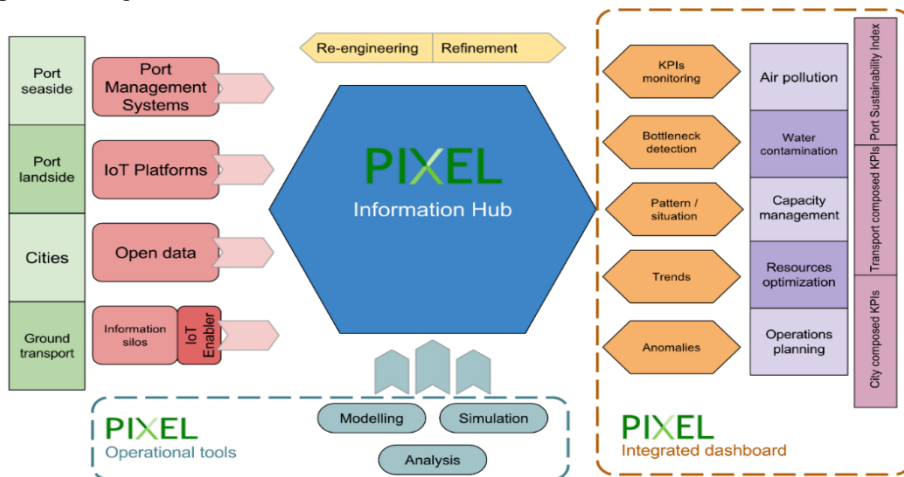 Port
seaside
Port
landside
Cities
Ground
transport
Port
Management
Systems
IoT Platforms
Open data
Information
silos
IoT
Enabler
Re-engineering
Refinement
PIXEL
Information Hub
PIXEL
Operational tools
Modelling
Simulation
Analysis
KPIs
monitoring
Bottleneck
detection
Pattern /
situation
Trends
Anomalies
Air pollution
Water
contamination
Capacity
management
Resources
optimization
Operations
planning
Port Sustainability Index
Transport composed KPIs
City composed KPIs
PIXEL
Integrated dashboard